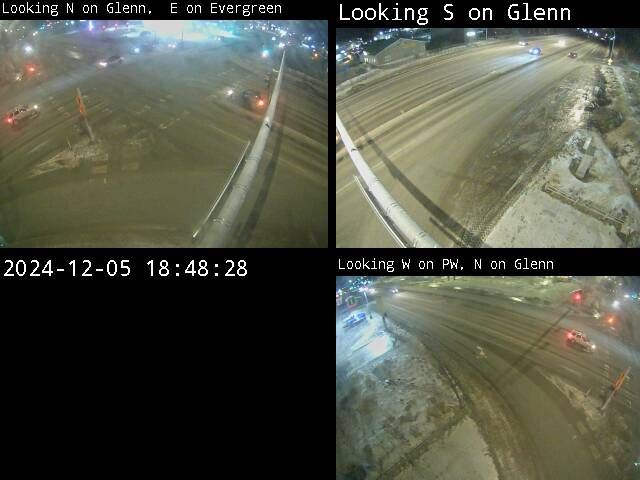 Looking N on Glenn,  E on Evergreen
Looking S on Glenn
2024-12-05 18:48:28
Looking W on PW, N on Glenn